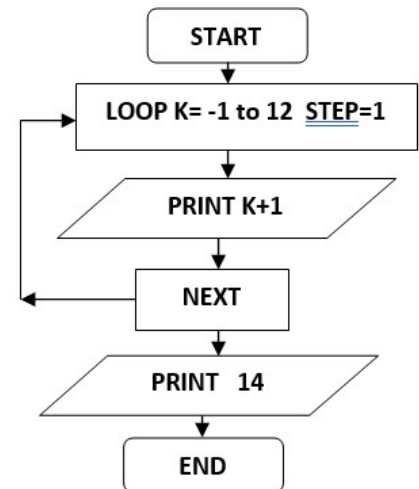 START
LOOP K= -1 to 12 STEP=1
PRINT K+1
NEXT
PRINT 14
END